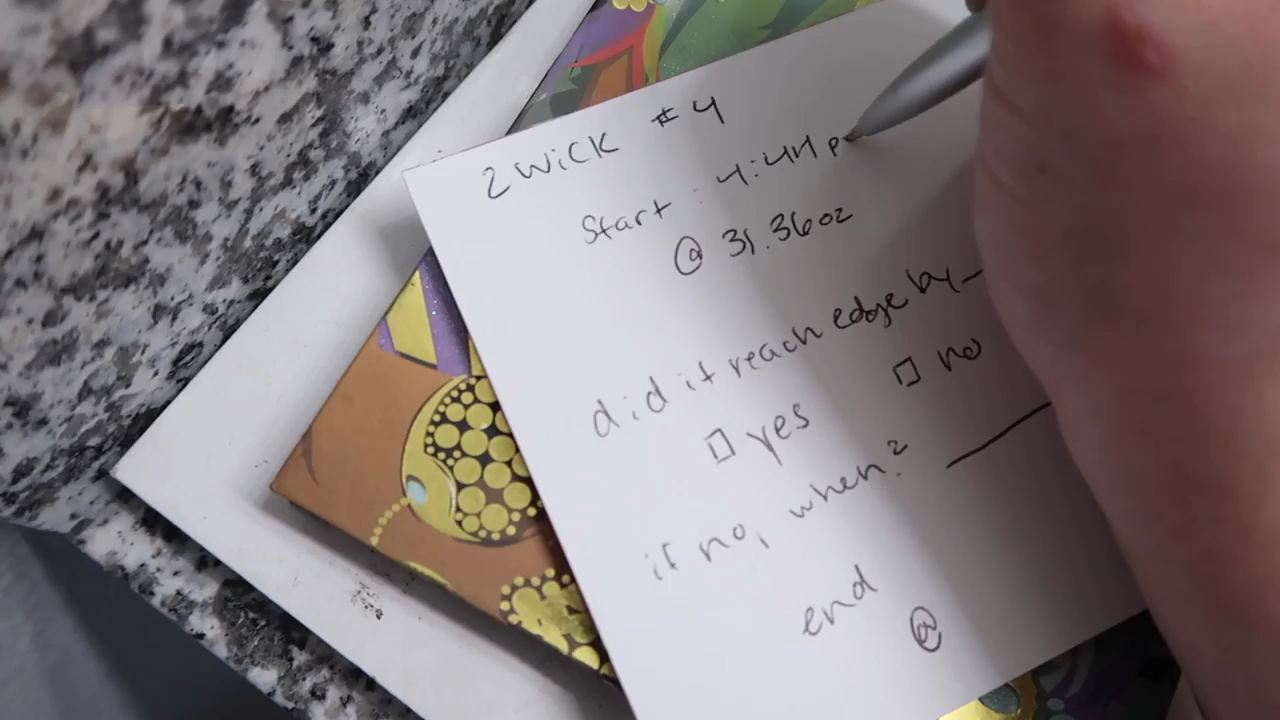 2 WiCK #4
Start : 4:44 p
@ 31.36oz
did it reach edge by _
□ yes □ no
if no, when? ___
end
@